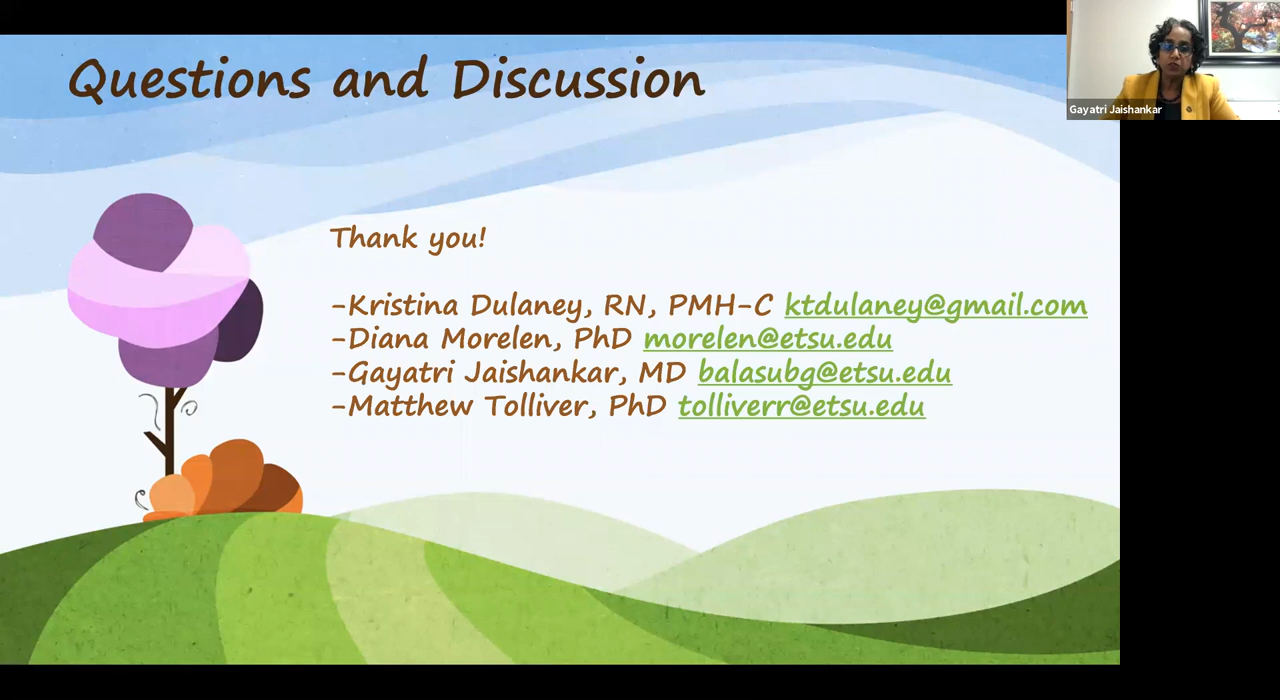 Questions and Discussion
Gayatri Jaishankar
Thank you!
-Kristina Dulaney, RN, PMH-C ktdulaney@gmail.com
-Diana Morelen, PhD morelen@etsu.edu
-Gayatri Jaishankar, MD balasubg@etsu.edu
-Matthew Tolliver, PhD tolliverr@etsu.edu